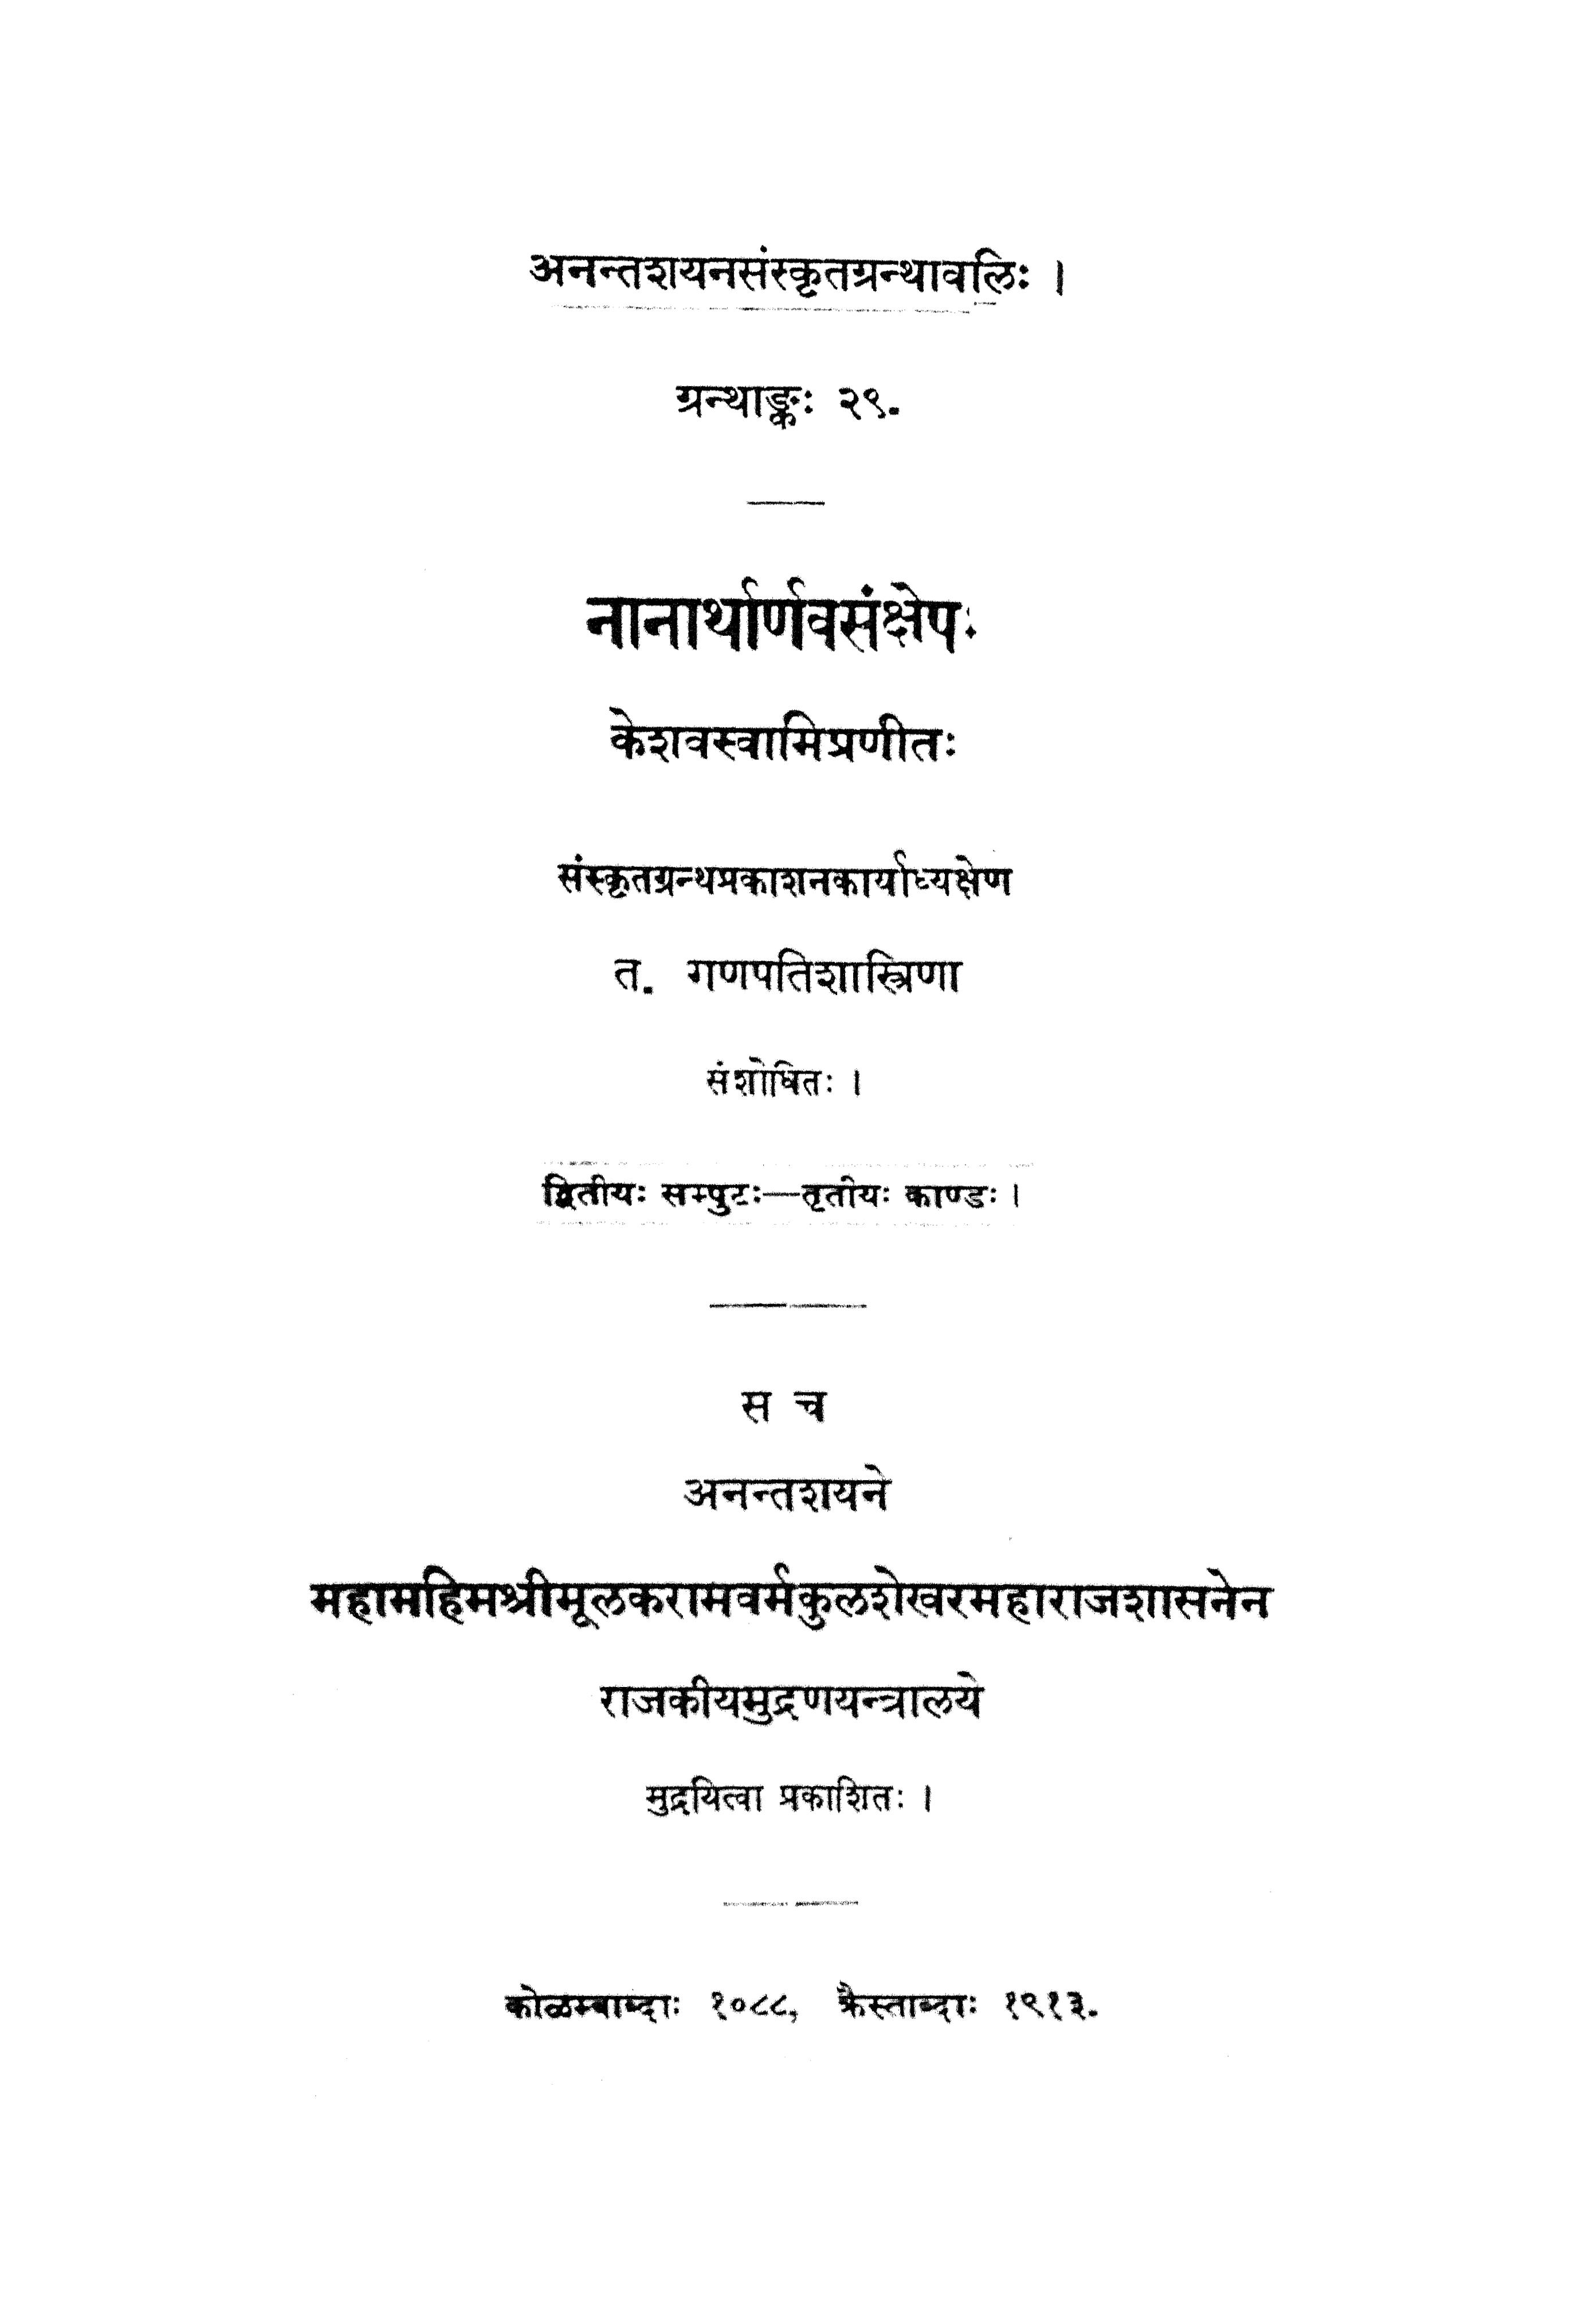 अनन्तशयनसंस्कृतग्रन्थावलिः ।
ग्रन्थाङ्कः २९.
नानार्थार्णवसंक्षेपः
केशवस्वामिप्रणीतः
संस्कृतग्रन्थप्रकाशनकार्याध्यक्षेण
त. गणपतिशास्त्रिणा
संशोधितः ।
द्वितीयः सम्पुटः—तृतीयः काण्डः ।
स च
अनन्तशयने
महामहिमश्रीमूलकरामवर्मकुलशेखरमहाराजशासनेन
राजकीयमुद्रणयन्त्रालये
मुद्रयित्वा प्रकाशितः ।
कोळम्बाब्दाः १०८८, क्रैस्ताब्दाः १९१३.